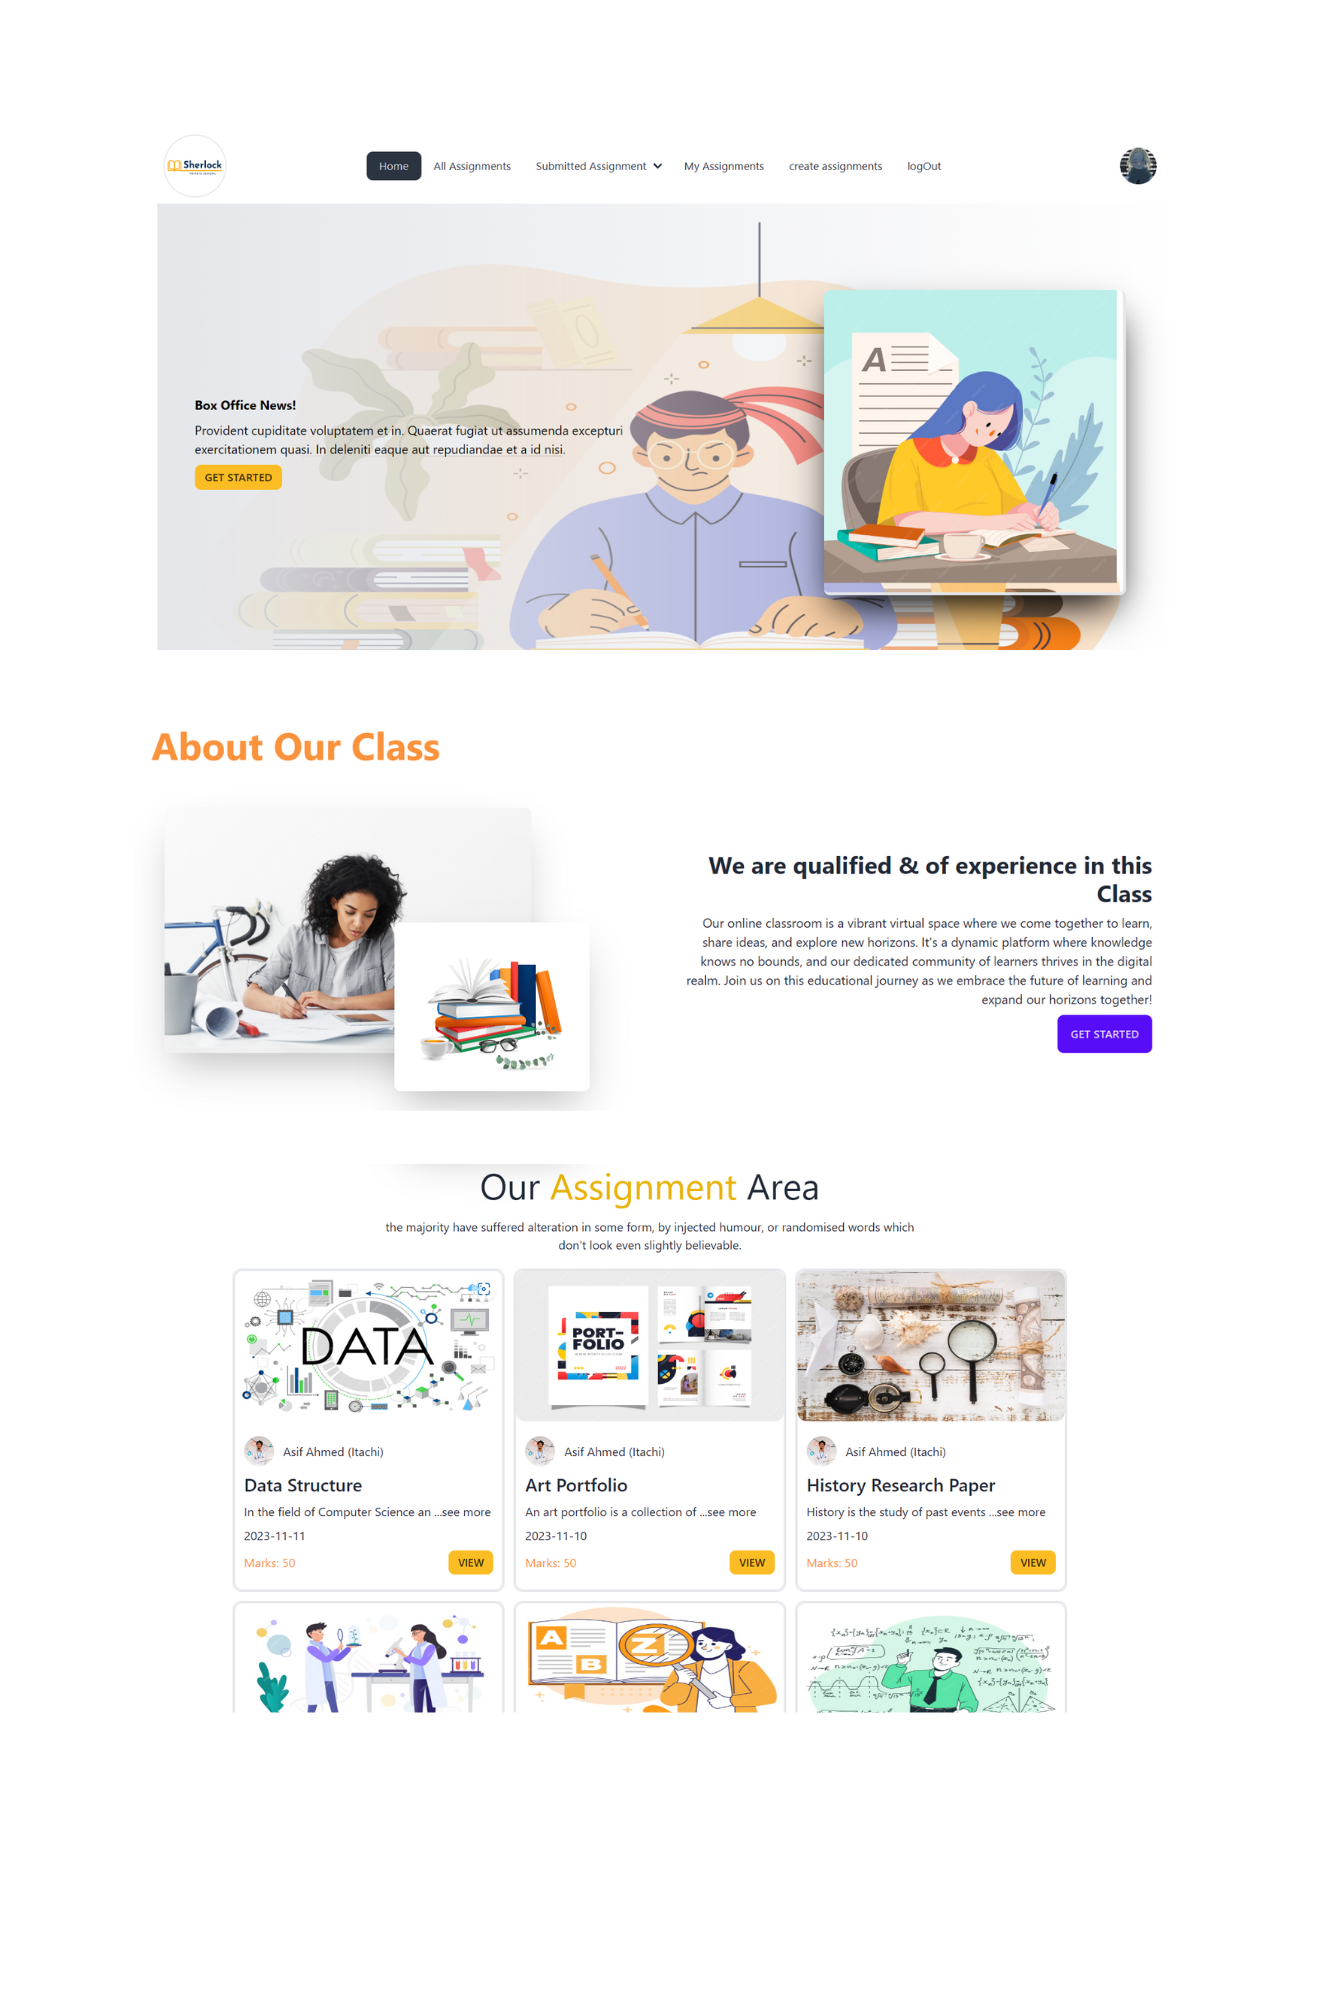 Sherlock
Home All Assignments Submitted Assignment My Assignments create assignments logOut
Box Office News!
Provident cupiditate voluptatem et in. Quaerat fugiat ut assumenda excepturi
exercitationem quasi. In deleniti eaque aut repudiandae et a id nisi.
GET STARTED
A
About Our Class
We are qualified & of experience in this
Class
Our online classroom is a vibrant virtual space where we come together to learn,
share ideas, and explore new horizons. It's a dynamic platform where knowledge
knows no bounds, and our dedicated community of learners thrives in the digital
realm. Join us on this educational journey as we embrace the future of learning and
expand our horizons together!
GET STARTED
Our Assignment Area
the majority have suffered alteration in some form, by injected humour, or randomised words which
don't look even slightly believable.
DATA
PORT-
FOLIO
2022
Asif Ahmed (Itachi)
Data Structure
In the field of Computer Science an ...see more
2023-11-11
Marks: 50
VIEW
Asif Ahmed (Itachi)
Art Portfolio
An art portfolio is a collection of ...see more
2023-11-10
Marks: 50
VIEW
Asif Ahmed (Itachi)
History Research Paper
History is the study of past events ...see more
2023-11-10
Marks: 50
VIEW
A
Z
B